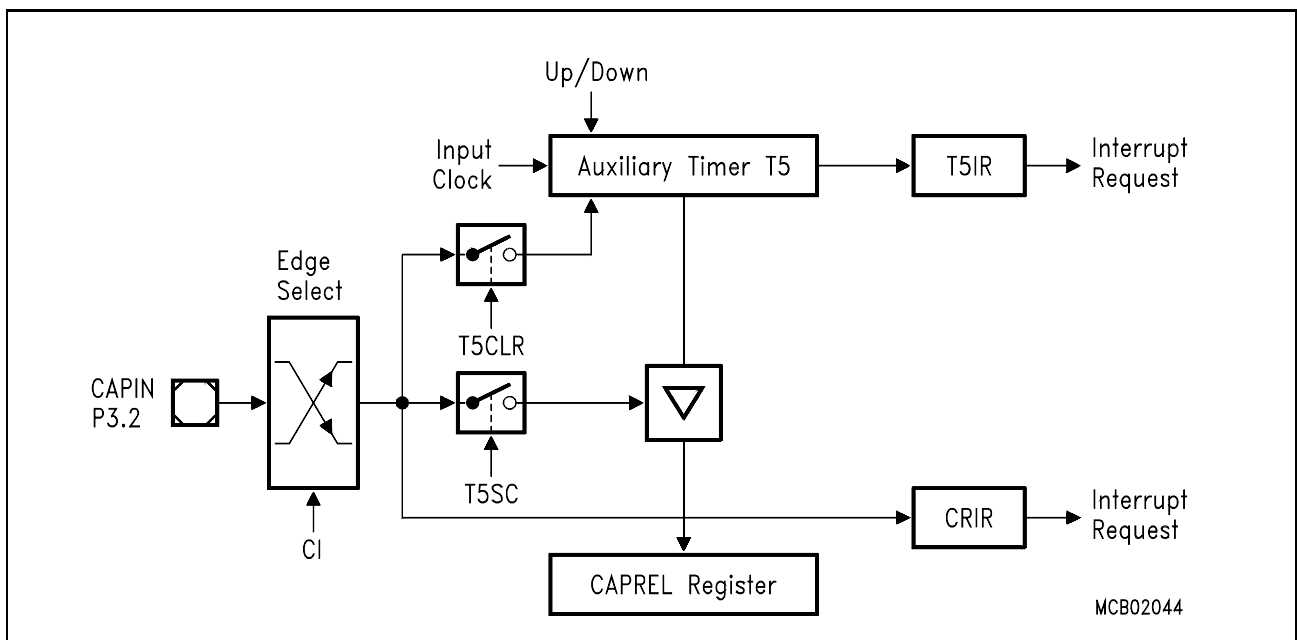 Up/Down
Input
Clock
Auxiliary Timer T5
T5IR
Interrupt
Request
Edge
Select
T5CLR
CAPIN
P3.2
T5SC
CI
CRIR
Interrupt
Request
CAPREL Register
MCB02044